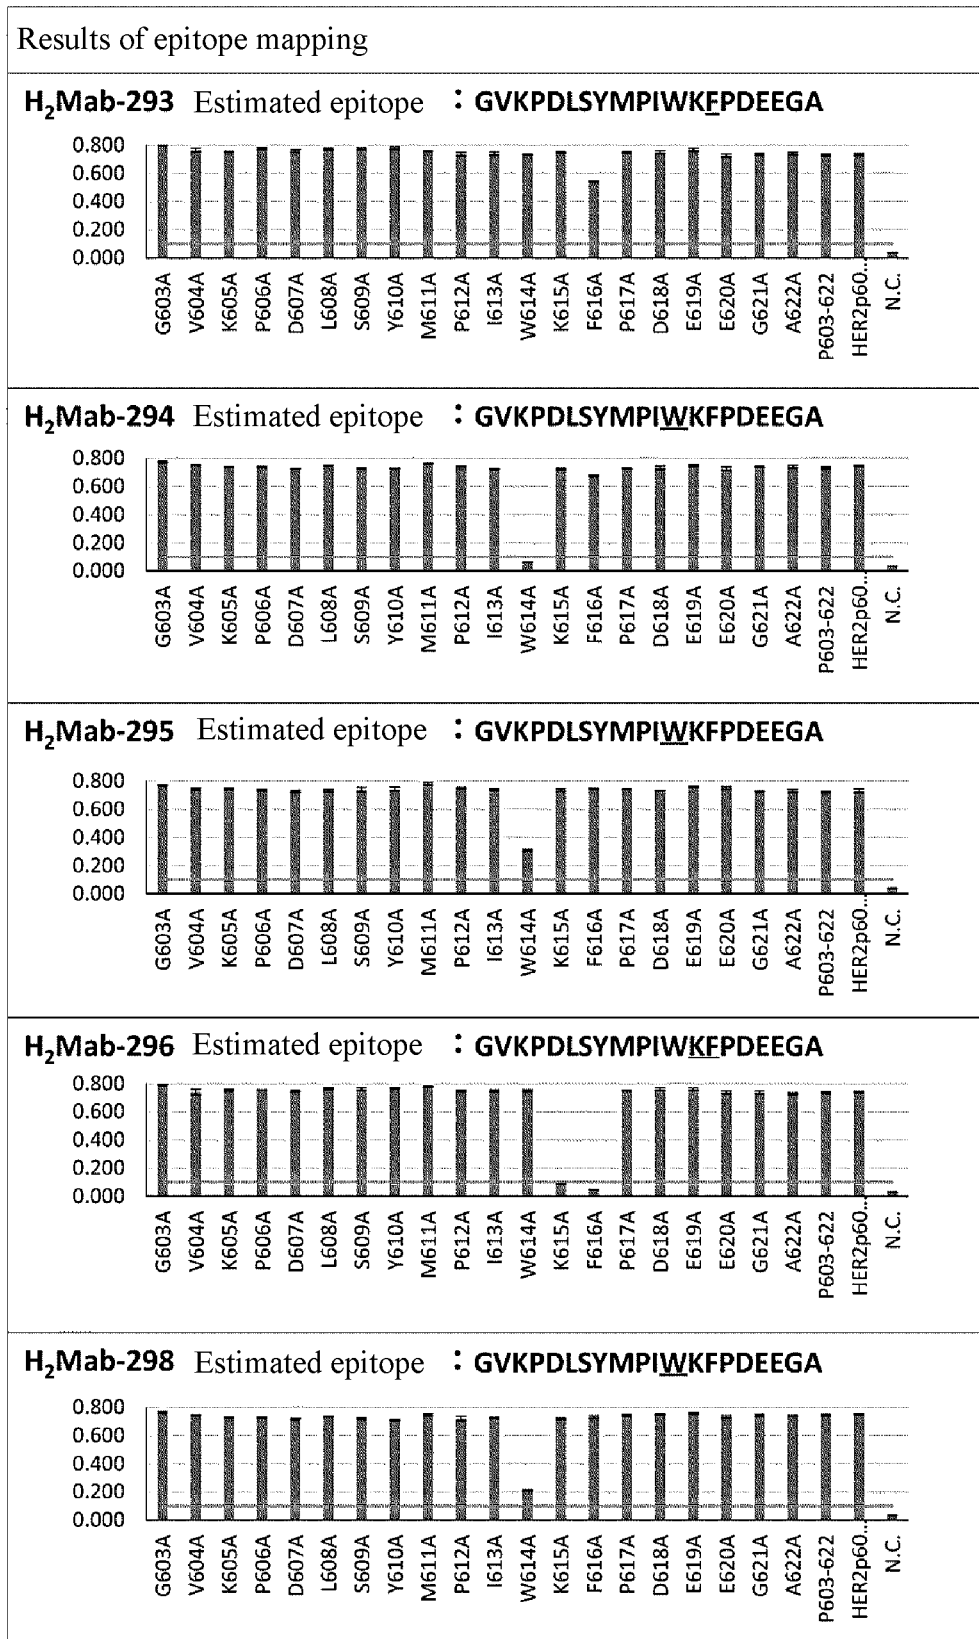 Results of epitope mapping
H₂Mab-293 Estimated epitope : GVKPDLSYMPIWKFPDEEGA
0.800
0.600
0.400
0.200
0.000
G603A V604A K605A P606A D607A L608A S609A Y610A M611A P612A I613A W614A K615A F616A P617A D618A E619A E620A G621A A622A P603-622 HER2p60... N.C.
H₂Mab-294 Estimated epitope : GVKPDLSYMPIWKFPDEEGA
0.800
0.600
0.400
0.200
0.000
G603A V604A K605A P606A D607A L608A S609A Y610A M611A P612A I613A W614A K615A F616A P617A D618A E619A E620A G621A A622A P603-622 HER2p60... N.C.
H₂Mab-295 Estimated epitope : GVKPDLSYMPIWKFPDEEGA
0.800
0.600
0.400
0.200
0.000
G603A V604A K605A P606A D607A L608A S609A Y610A M611A P612A I613A W614A K615A F616A P617A D618A E619A E620A G621A A622A P603-622 HER2p60... N.C.
H₂Mab-296 Estimated epitope : GVKPDLSYMPIWKFPDEEGA
0.800
0.600
0.400
0.200
0.000
G603A V604A K605A P606A D607A L608A S609A Y610A M611A P612A I613A W614A K615A F616A P617A D618A E619A E620A G621A A622A P603-622 HER2p60... N.C.
H₂Mab-298 Estimated epitope : GVKPDLSYMPIWKFPDEEGA
0.800
0.600
0.400
0.200
0.000
G603A V604A K605A P606A D607A L608A S609A Y610A M611A P612A I613A W614A K615A F616A P617A D618A E619A E620A G621A A622A P603-622 HER2p60... N.C.